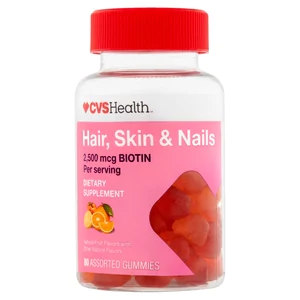 CVSHealth
Hair, Skin & Nails
2,500 mcg BIOTIN
Per serving
DIETARY
SUPPLEMENT
ASSORTED GUMMIES